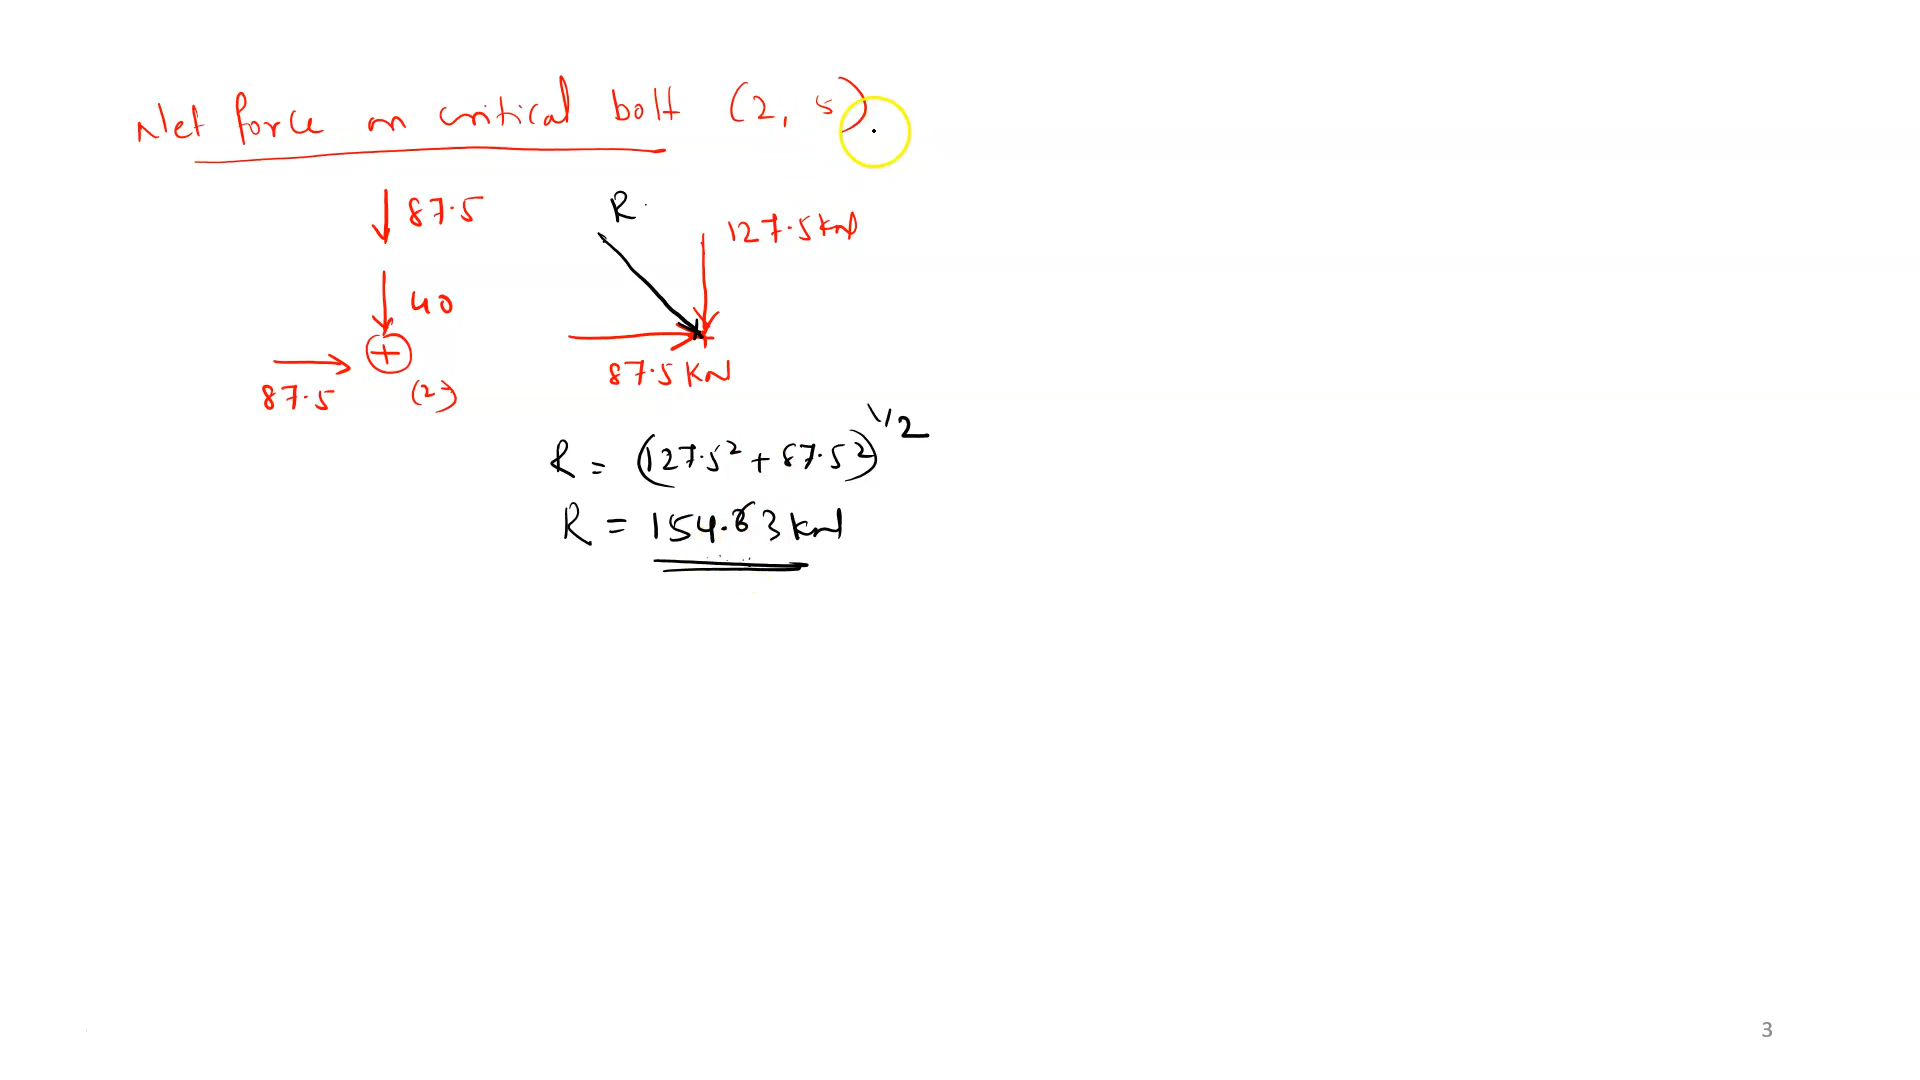 Net force on critical bolt (2, 5)
87.5
40
87.5
(2)
R
127.5 kN
87.5 KN
R = (127.5² + 87.5²)^1/2
R = 154.63 kN
3